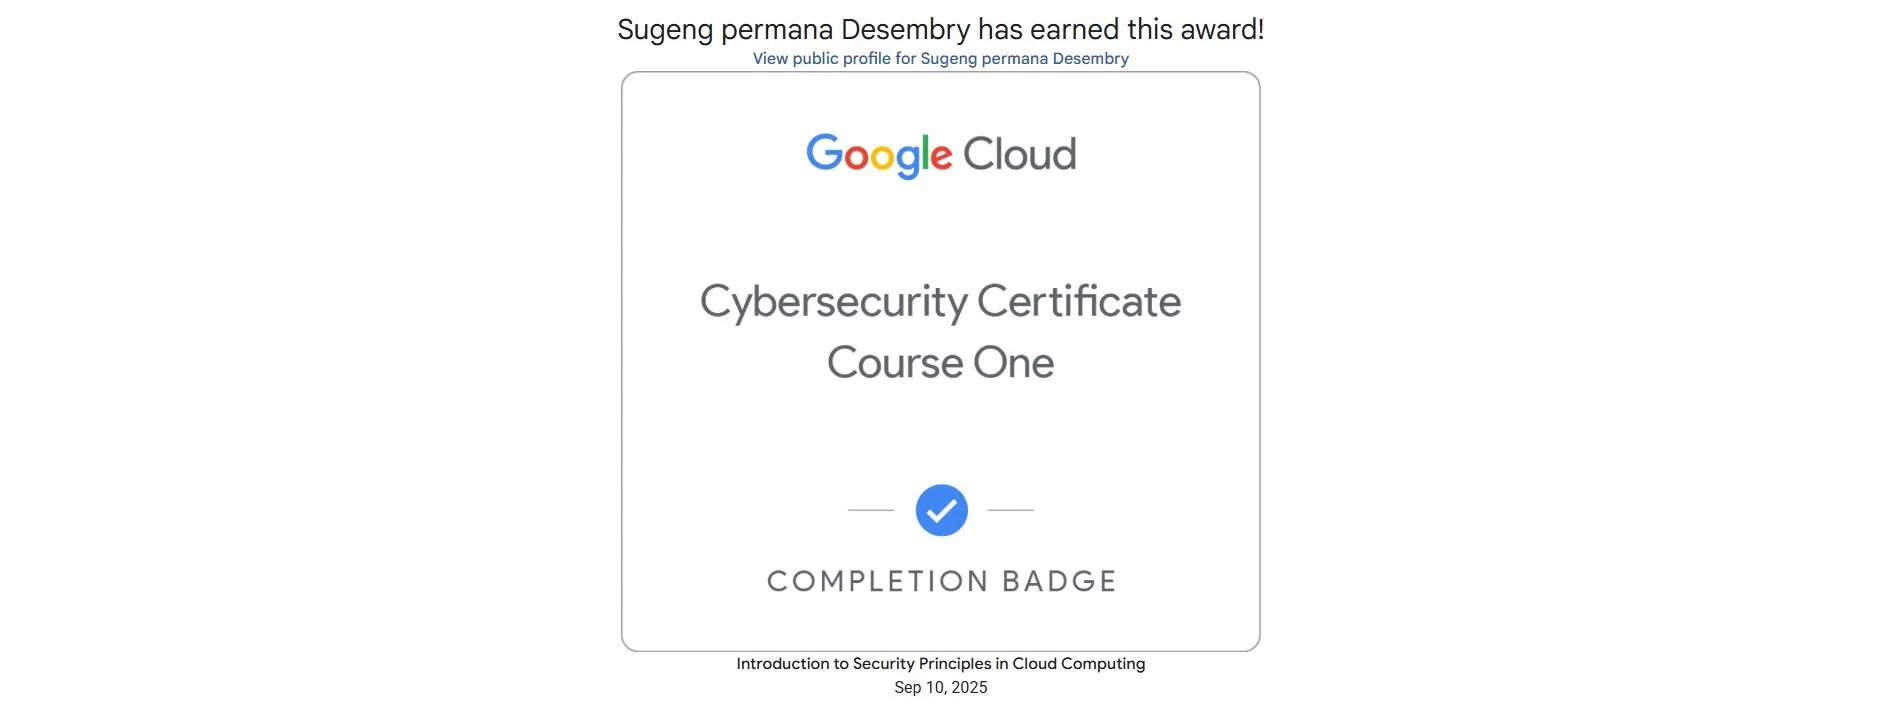 Sugeng permana Desembry has earned this award!
View public profile for Sugeng permana Desembry
Google Cloud
Cybersecurity Certificate
Course One
COMPLETION BADGE
Introduction to Security Principles in Cloud Computing
Sep 10, 2025